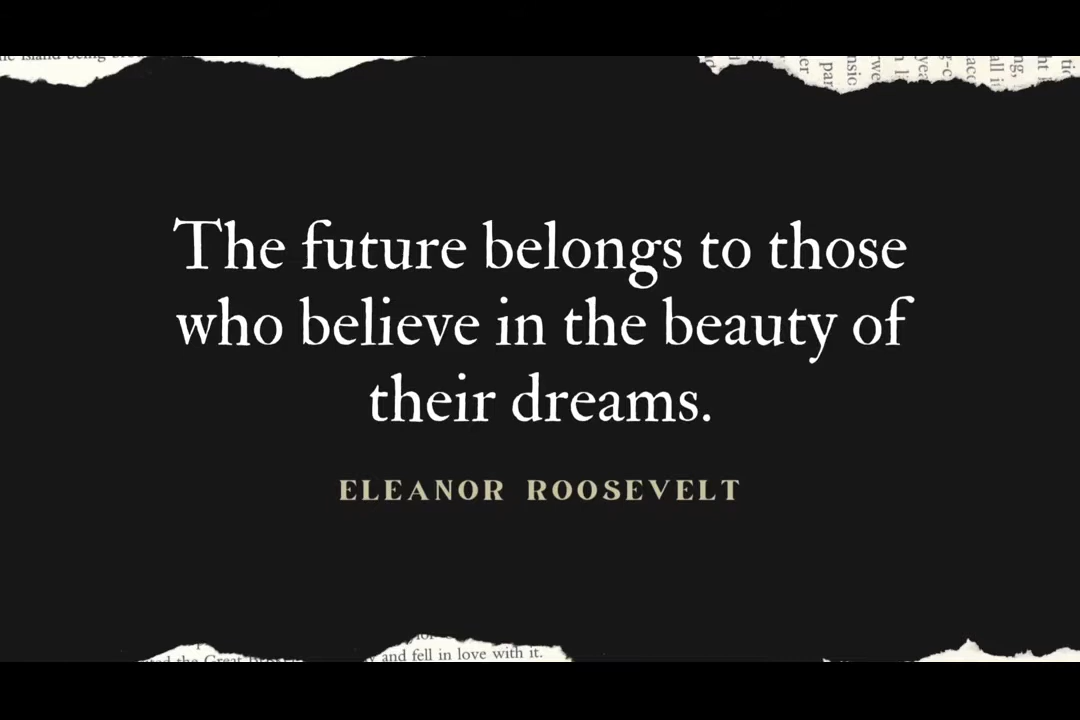 The future belongs to those
who believe in the beauty of
their dreams.
ELEANOR ROOSEVELT
and fell in love with it.